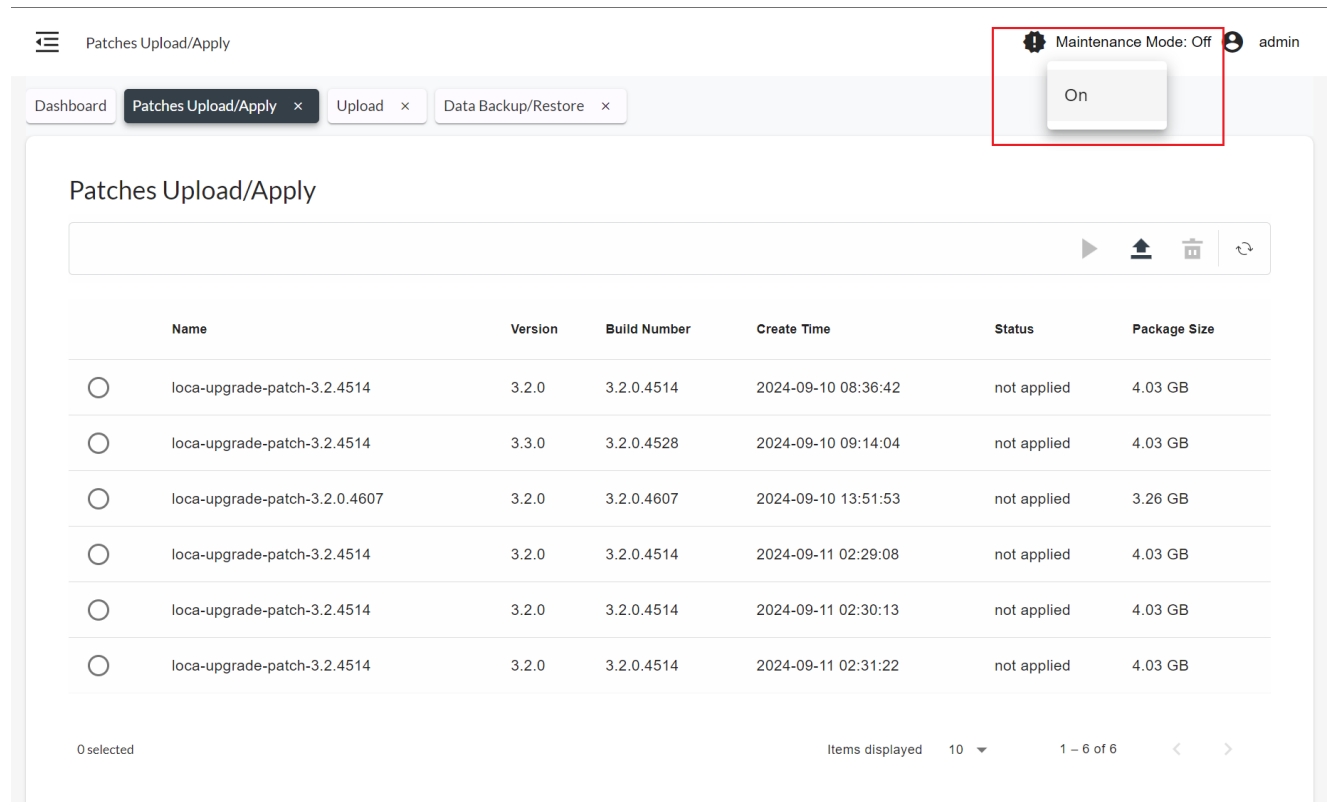 Patches Upload/Apply
Maintenance Mode: Off
admin
On
Dashboard
Patches Upload/Apply ×
Upload ×
Data Backup/Restore ×
Patches Upload/Apply
Name Version Build Number Create Time Status Package Size
loca-upgrade-patch-3.2.4514 3.2.0 3.2.0.4514 2024-09-10 08:36:42 not applied 4.03 GB
loca-upgrade-patch-3.2.4514 3.3.0 3.2.0.4528 2024-09-10 09:14:04 not applied 4.03 GB
loca-upgrade-patch-3.2.0.4607 3.2.0 3.2.0.4607 2024-09-10 13:51:53 not applied 3.26 GB
loca-upgrade-patch-3.2.4514 3.2.0 3.2.0.4514 2024-09-11 02:29:08 not applied 4.03 GB
loca-upgrade-patch-3.2.4514 3.2.0 3.2.0.4514 2024-09-11 02:30:13 not applied 4.03 GB
loca-upgrade-patch-3.2.4514 3.2.0 3.2.0.4514 2024-09-11 02:31:22 not applied 4.03 GB
0 selected
Items displayed 10
1 – 6 of 6